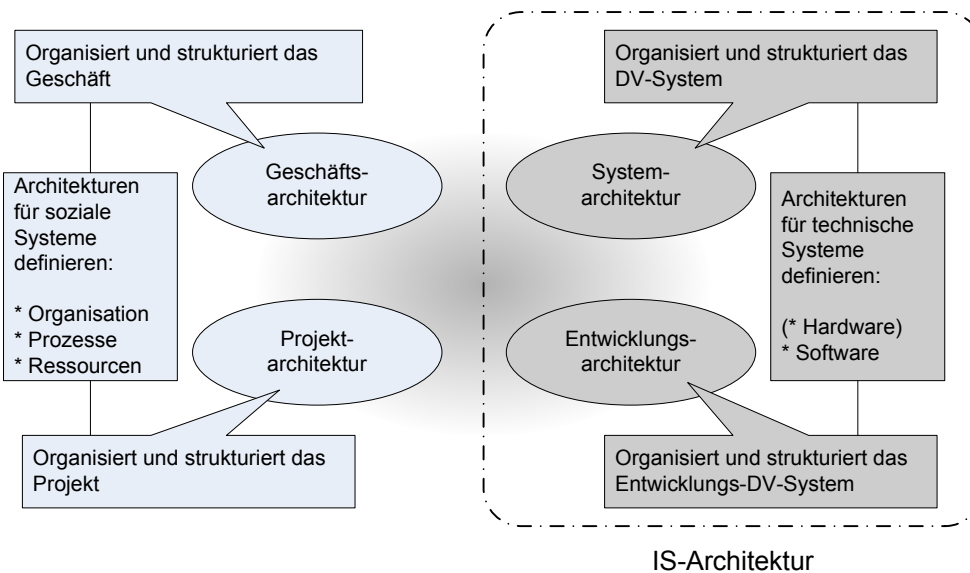 Organisiert und strukturiert das
Geschäft
Organisiert und strukturiert das
DV-System
Geschäfts-
architektur
System-
architektur
Architekturen
für soziale
Systeme
definieren:
* Organisation
* Prozesse
* Ressourcen
Architekturen
für technische
Systeme
definieren:
(* Hardware)
* Software
Projekt-
architektur
Entwicklungs-
architektur
Organisiert und strukturiert das
Projekt
Organisiert und strukturiert das
Entwicklungs-DV-System
IS-Architektur